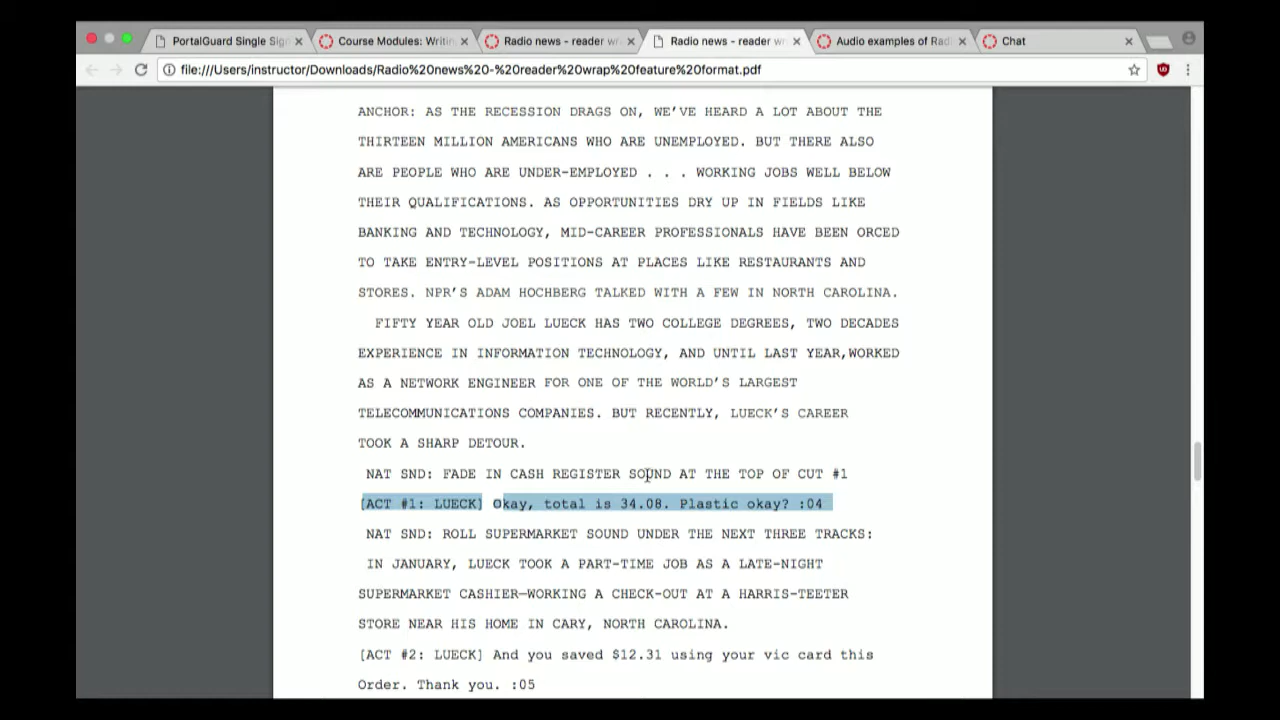 PortalGuard Single Sig
Course Modules: Writin
Radio news - reader w
Radio news - reader wr
Audio examples of Rad
Chat
file:///Users/instructor/Downloads/Radio%20news%20-%20reader%20wrap%20feature%20format.pdf
ANCHOR: AS THE RECESSION DRAGS ON, WE’VE HEARD A LOT ABOUT THE
THIRTEEN MILLION AMERICANS WHO ARE UNEMPLOYED. BUT THERE ALSO
ARE PEOPLE WHO ARE UNDER-EMPLOYED . . . WORKING JOBS WELL BELOW
THEIR QUALIFICATIONS. AS OPPORTUNITIES DRY UP IN FIELDS LIKE
BANKING AND TECHNOLOGY, MID-CAREER PROFESSIONALS HAVE BEEN ORCED
TO TAKE ENTRY-LEVEL POSITIONS AT PLACES LIKE RESTAURANTS AND
STORES. NPR’S ADAM HOCHBERG TALKED WITH A FEW IN NORTH CAROLINA.
FIFTY YEAR OLD JOEL LUECK HAS TWO COLLEGE DEGREES, TWO DECADES
EXPERIENCE IN INFORMATION TECHNOLOGY, AND UNTIL LAST YEAR,WORKED
AS A NETWORK ENGINEER FOR ONE OF THE WORLD’S LARGEST
TELECOMMUNICATIONS COMPANIES. BUT RECENTLY, LUECK’S CAREER
TOOK A SHARP DETOUR.
NAT SND: FADE IN CASH REGISTER SOUND AT THE TOP OF CUT #1
[ACT #1: LUECK] Okay, total is 34.08. Plastic okay? :04
NAT SND: ROLL SUPERMARKET SOUND UNDER THE NEXT THREE TRACKS:
IN JANUARY, LUECK TOOK A PART-TIME JOB AS A LATE-NIGHT
SUPERMARKET CASHIER—WORKING A CHECK-OUT AT A HARRIS-TEETER
STORE NEAR HIS HOME IN CARY, NORTH CAROLINA.
[ACT #2: LUECK] And you saved $12.31 using your vic card this
Order. Thank you. :05